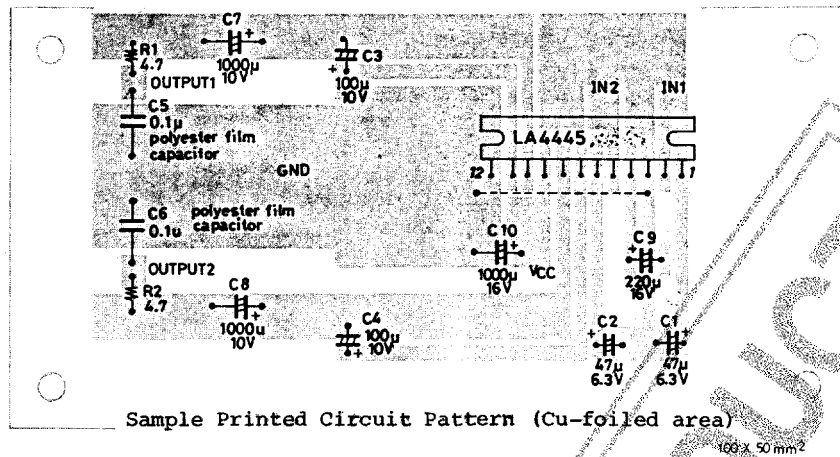 C7
1000µ
10V
R1
4.7
OUTPUT1
C3
100µ
10V
IN2
IN1
C5
0.1µ
polyester film
capacitor
LA4445
GND
12
1
C6
0.1u
polyester film
capacitor
C10
1000µ
16V
VCC
C9
220µ
16V
OUTPUT2
R2
4.7
C8
1000u
10V
C4
100µ
10V
C2
47µ
6.3V
C1
47µ
6.3V
Sample Printed Circuit Pattern (Cu-foiled area)
100 X 50 mm²